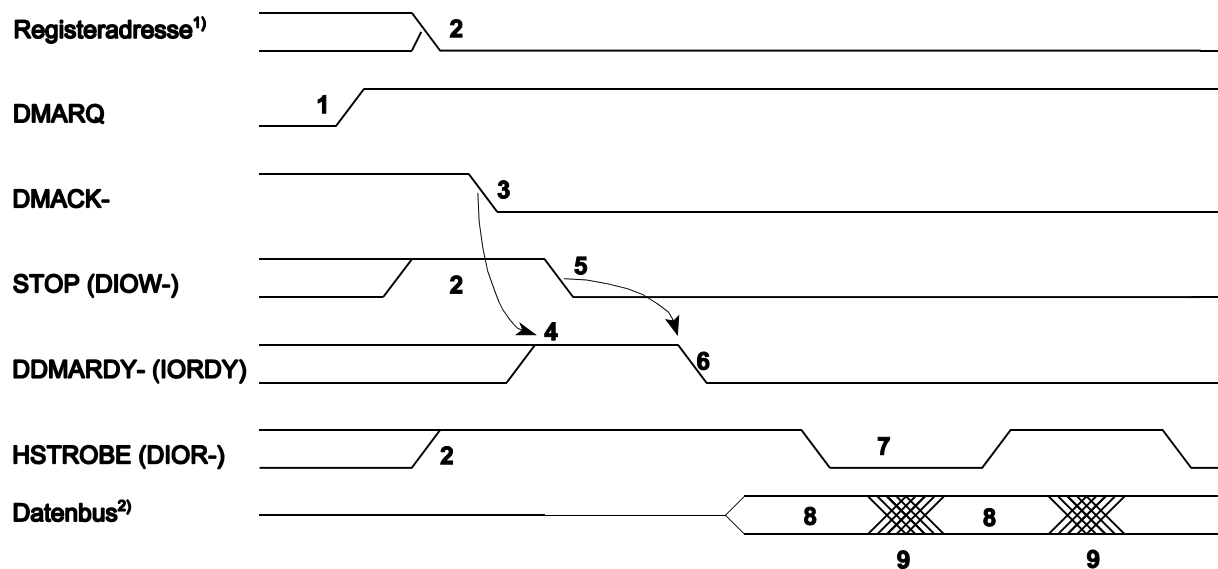 Registeradresse1) 2
DMARQ 1
DMACK- 3
STOP (DIOW-) 2 5
DDMARDY- (IORDY) 4 6
HSTROBE (DIOR-) 2 7
Datenbus2) 8 8
9 9